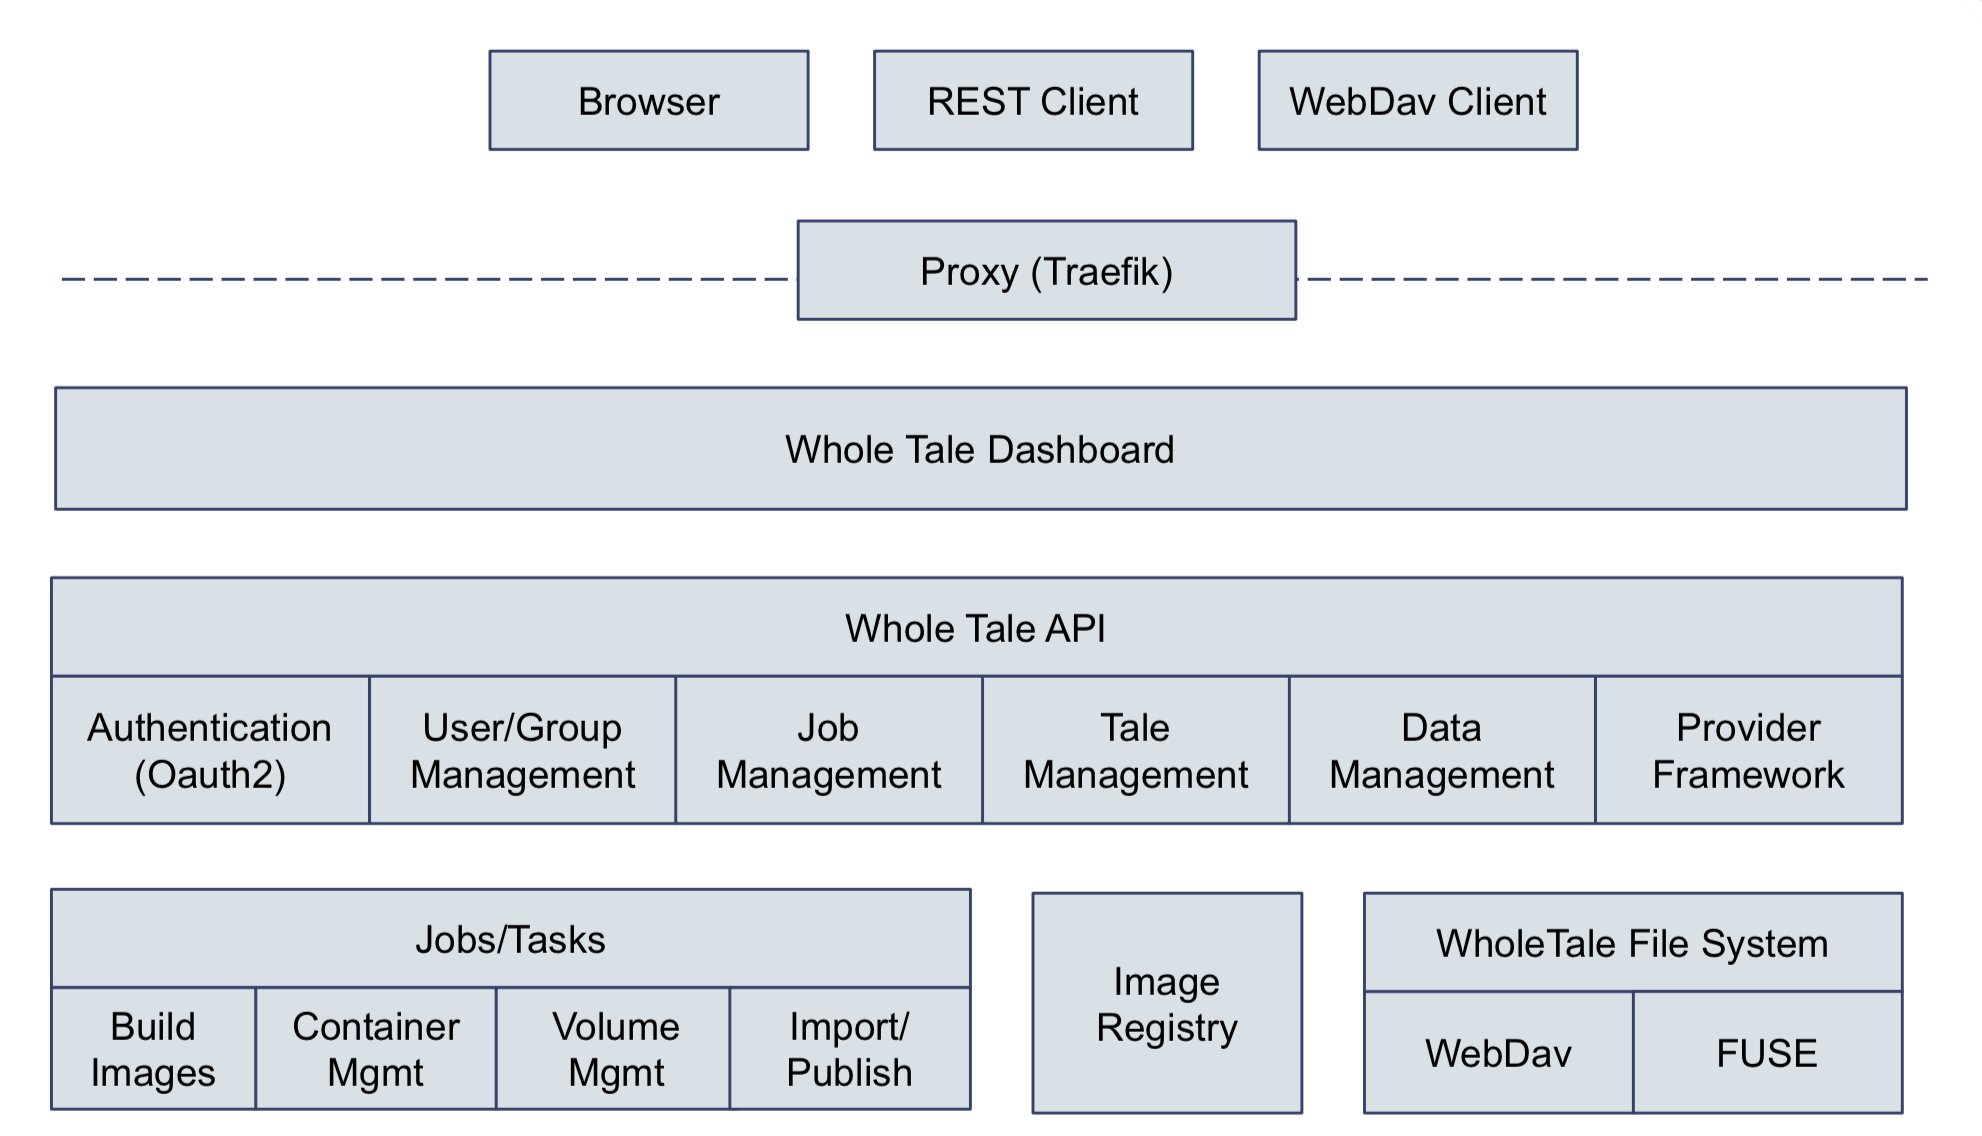 Browser
REST Client
WebDav Client
Proxy (Traefik)
Whole Tale Dashboard
Whole Tale API
Authentication
(Oauth2)
User/Group
Management
Job
Management
Tale
Management
Data
Management
Provider
Framework
Jobs/Tasks
Build
Images
Container
Mgmt
Volume
Mgmt
Import/
Publish
Image
Registry
WholeTale File System
WebDav
FUSE